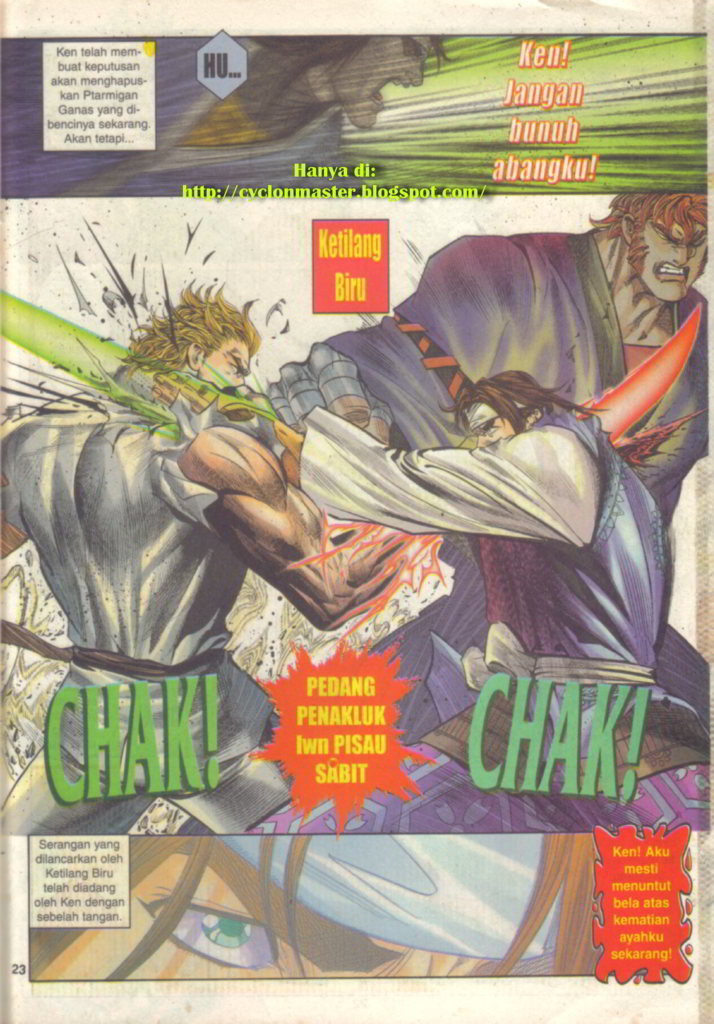 Ken telah mem-
buat keputusan
akan menghapus-
kan Ptarmigan
Ganas yang di-
bencinya sekarang.
Akan tetapi...
HU...
Ken!
Jangan
bunuh
abangku!
Hanya di:
http://cyclonmaster.blogspot.com/
Ketilang
Biru
CHAK!
PEDANG
PENAKLUK
lwn PISAU
SABIT
CHAK!
Serangan yang
dilancarkan oleh
Ketilang Biru
telah diadang
oleh Ken dengan
sebelah tangan.
Ken! Aku
mesti
menuntut
bela atas
kematian
ayahku
sekarang!
23